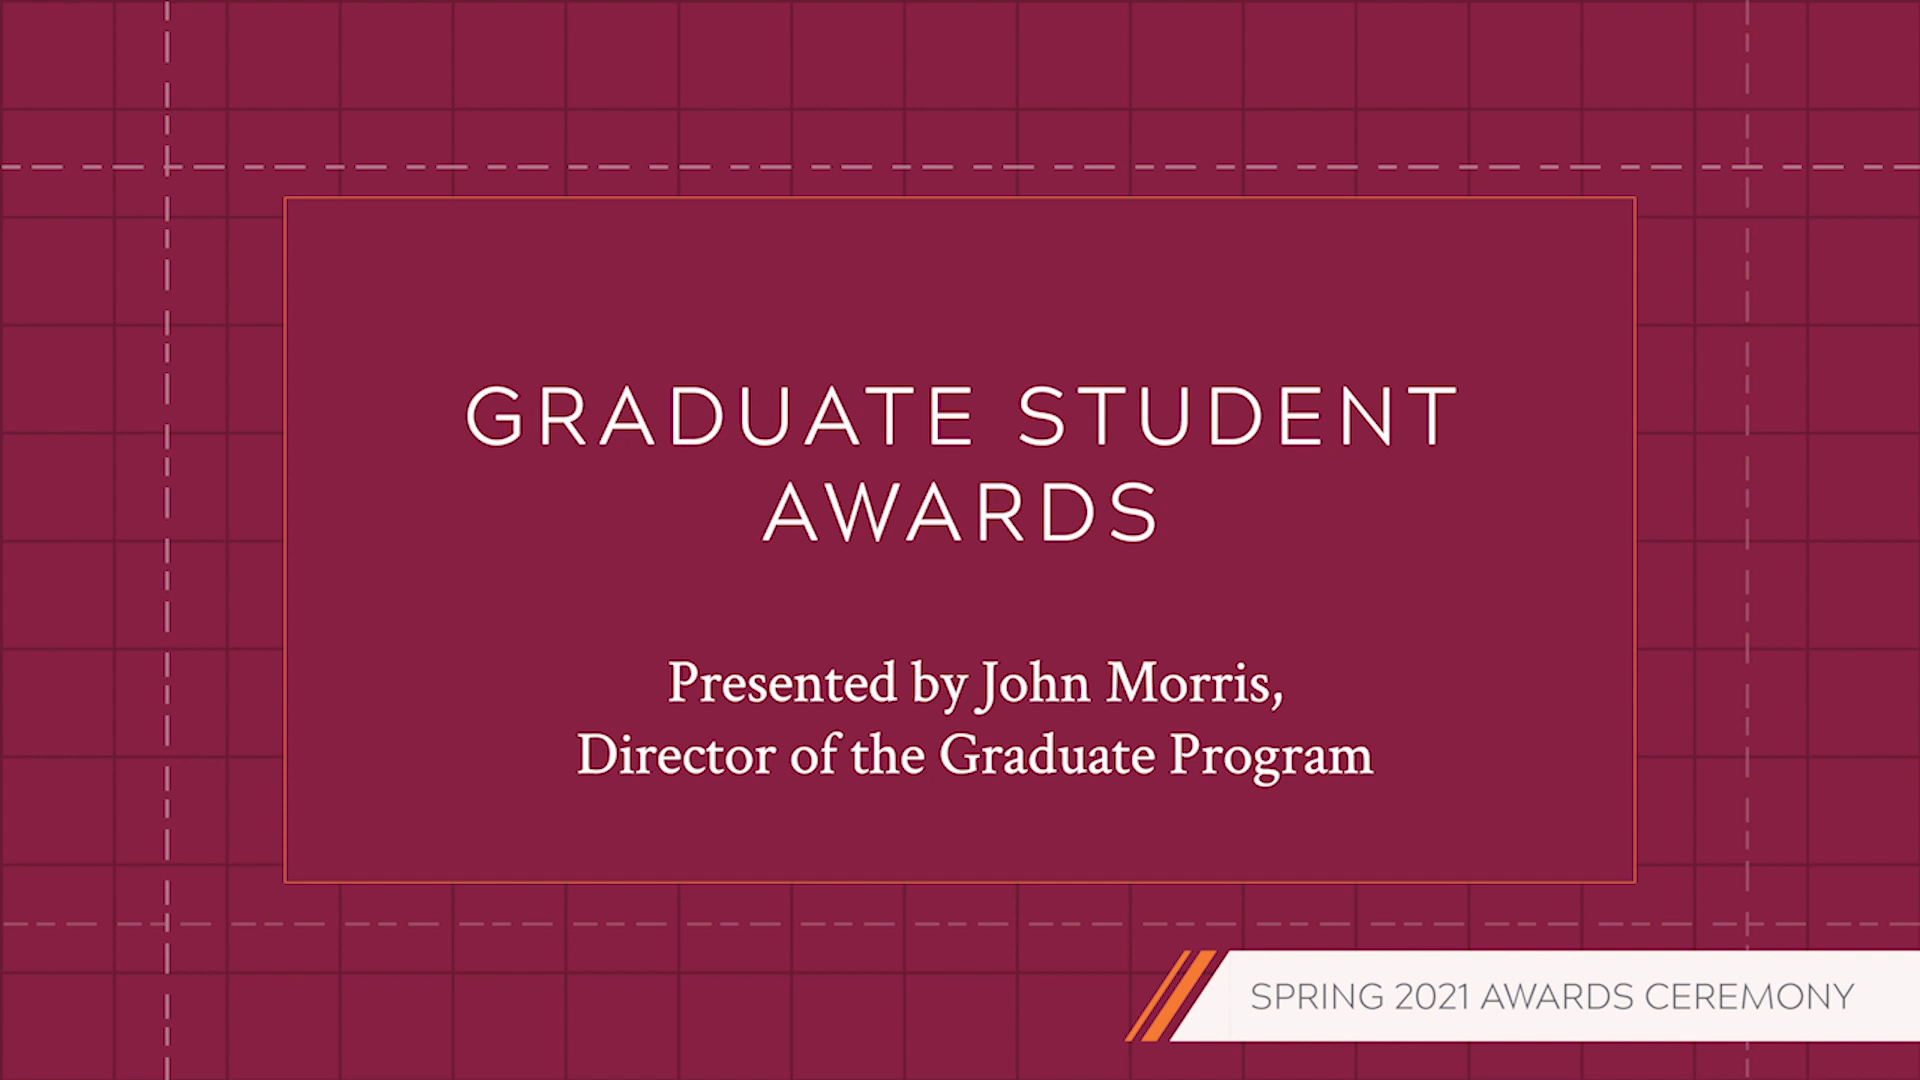 GRADUATE STUDENT
AWARDS
Presented by John Morris,
Director of the Graduate Program
SPRING 2021 AWARDS CEREMONY